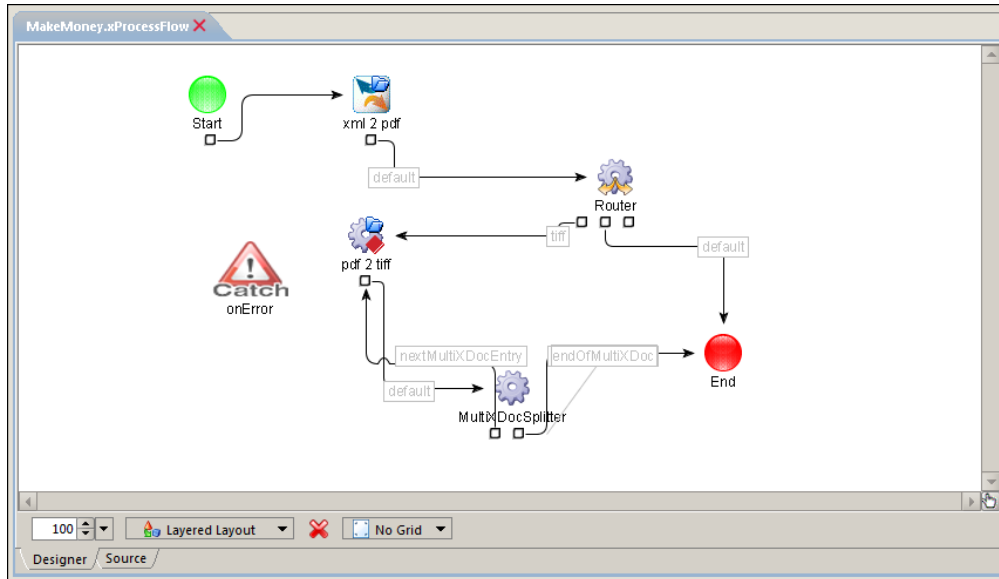 MakeMoney.xProcessFlow
Start
xml 2 pdf
default
Router
tiff
default
pdf 2 tiff
Catch
onError
nextMultiXDocEntry
endOfMultiXDoc
End
default
MultiXDocSplitter
100
Layered Layout
No Grid
Designer
Source